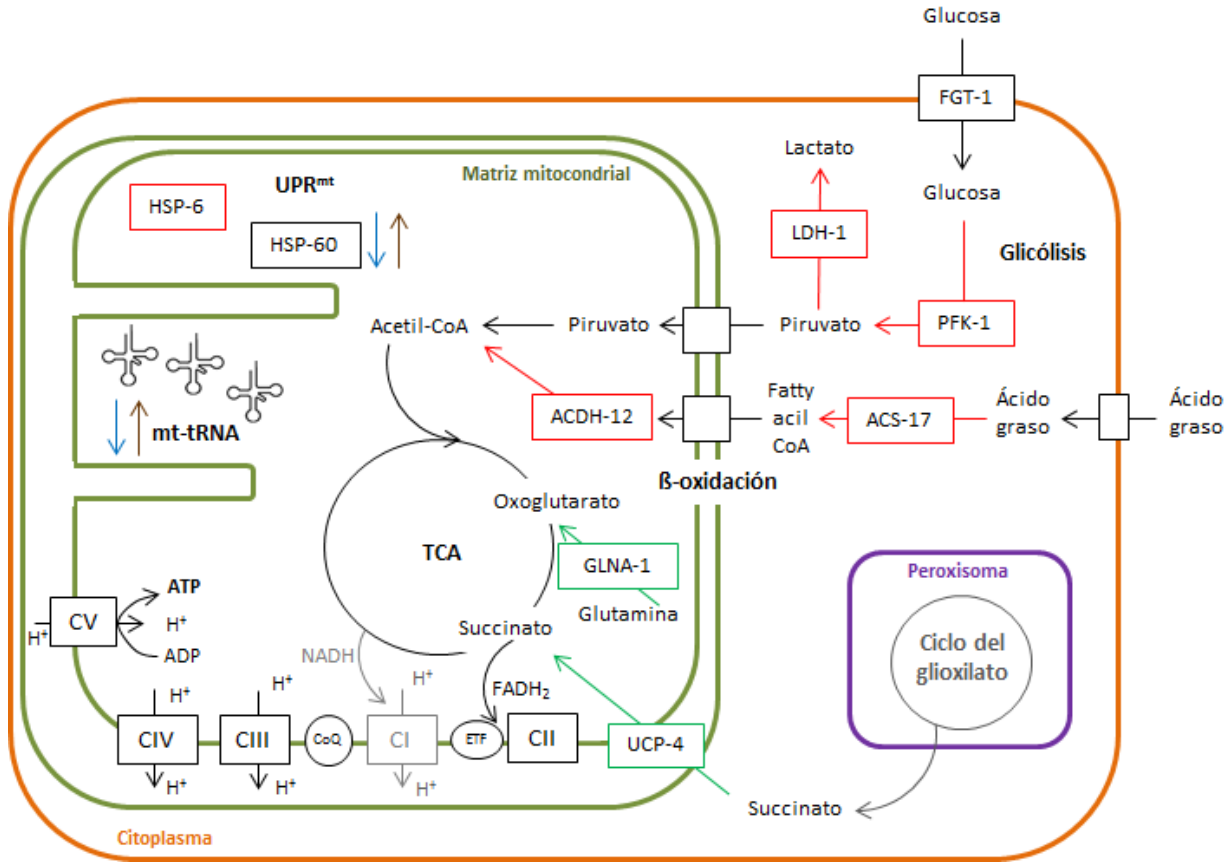 Glucosa
FGT-1
Glucosa
Glicólisis
PFK-1
Lactato
LDH-1
Piruvato
Piruvato
Acetil-CoA
Matriz mitocondrial
UPRᵐᵗ
HSP-6
HSP-60
mt-tRNA
ACDH-12
Fatty
acil
CoA
ACS-17
Ácido
graso
Ácido
graso
ß-oxidación
Oxoglutarato
TCA
GLNA-1
Glutamina
Succinato
Peroxisoma
Ciclo del
glioxilato
ATP
CV
H⁺
H⁺
ADP
NADH
FADH₂
H⁺
H⁺
H⁺
CIV
CIII
CoQ
CI
ETF
CII
UCP-4
H⁺
H⁺
H⁺
Succinato
Citoplasma